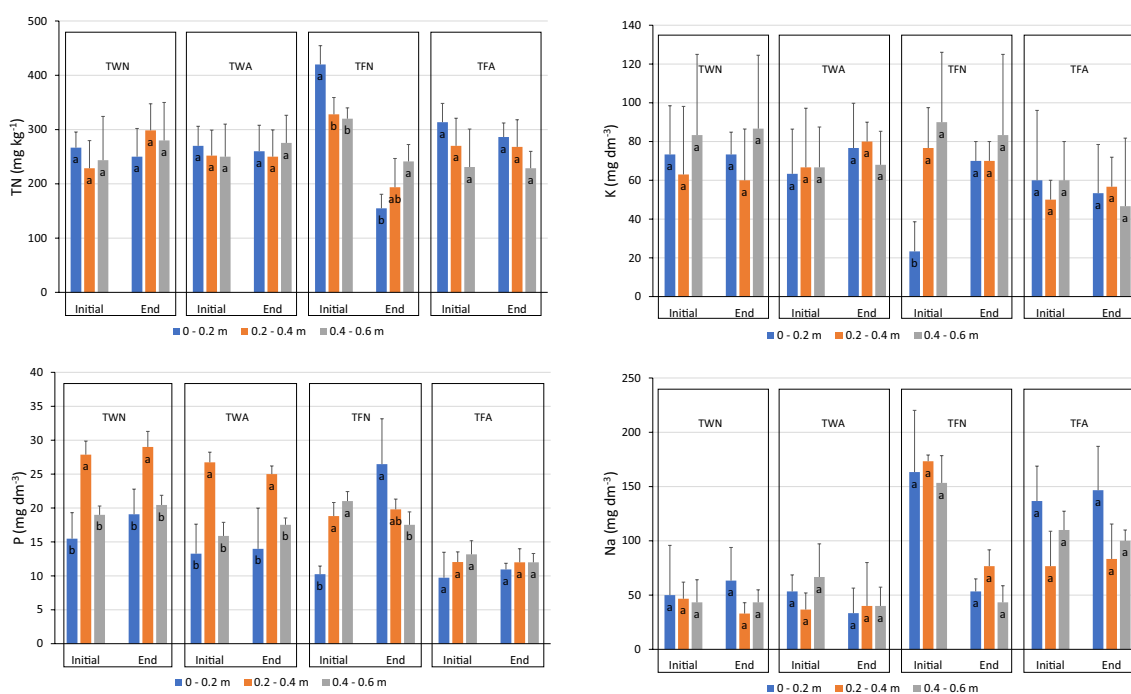 500
400
300
200
100
0
TN (mg kg⁻¹)
TWN TWA TFN TFA
a a a a a a a a a a a a a b b b ab a a a a a a a
Initial End Initial End Initial End Initial End
0 - 0.2 m 0.2 - 0.4 m 0.4 - 0.6 m
140
120
100
80
60
40
20
0
K (mg dm⁻³)
TWN TWA TFN TFA
a a a a a a a a a a a a b a a a a a a a a a a a
Initial End Initial End Initial End Initial End
0 - 0.2 m 0.2 - 0.4 m 0.4 - 0.6 m
40
35
30
25
20
15
10
5
0
P (mg dm⁻³)
TWN TWA TFN TFA
b a b b a b b a b b a b b a a a ab b a a a a a a
Initial End Initial End Initial End Initial End
0 - 0.2 m 0.2 - 0.4 m 0.4 - 0.6 m
250
200
150
100
50
0
Na (mg dm⁻³)
TWN TWA TFN TFA
a a a a a a a a a a a a a a a a a a a a a a a a
Initial End Initial End Initial End Initial End
0 - 0.2 m 0.2 - 0.4 m 0.4 - 0.6 m